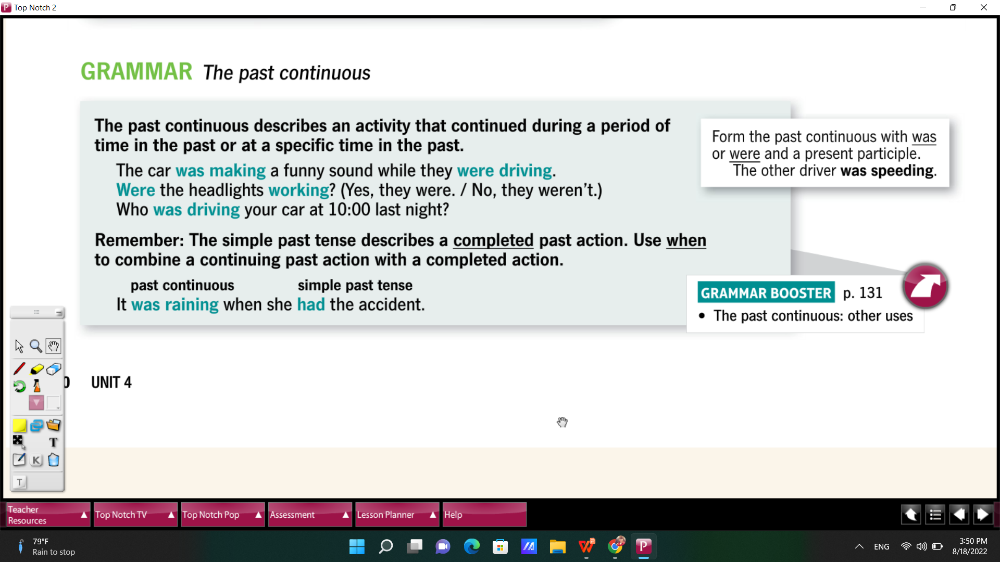 Top Notch 2
GRAMMAR The past continuous
The past continuous describes an activity that continued during a period of
time in the past or at a specific time in the past.
The car was making a funny sound while they were driving.
Were the headlights working? (Yes, they were. / No, they weren't.)
Who was driving your car at 10:00 last night?
Form the past continuous with was
or were and a present participle.
The other driver was speeding.
Remember: The simple past tense describes a completed past action. Use when
to combine a continuing past action with a completed action.
past continuous simple past tense
It was raining when she had the accident.
GRAMMAR BOOSTER p. 131
• The past continuous: other uses
0 UNIT 4
T
K
T
Teacher
Resources
Top Notch TV
Top Notch Pop
Assessment
Lesson Planner
Help
79°F
Rain to stop
ENG
3:50 PM
8/18/2022